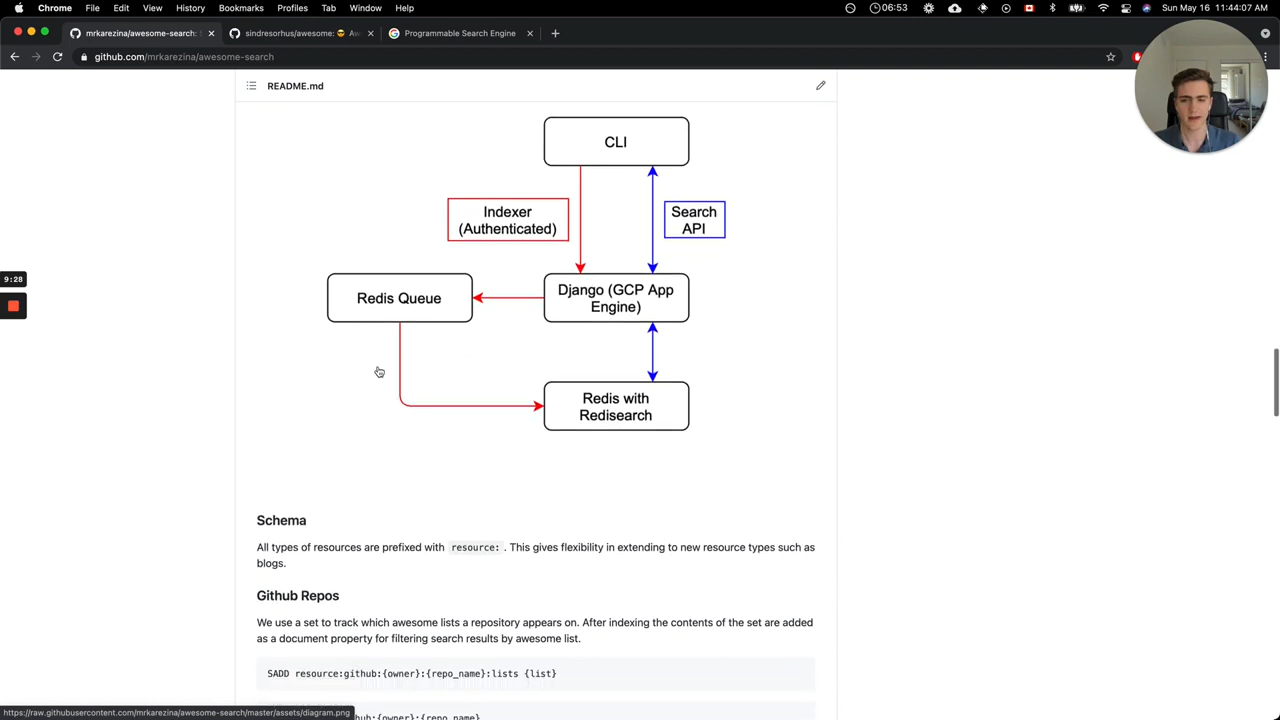 Chrome File Edit View History Bookmarks Profiles Tab Window Help 06:53 Sun May 16 11:44:07 AM
mrkarezina/awesome-search: sindresorhus/awesome: 😎 Aw Programmable Search Engine
github.com/mrkarezina/awesome-search
README.md
CLI
Indexer
(Authenticated)
Search
API
Redis Queue
Django (GCP App
Engine)
Redis with
Redisearch
9:28
Schema
All types of resources are prefixed with resource: . This gives flexibility in extending to new resource types such as
blogs.
Github Repos
We use a set to track which awesome lists a repository appears on. After indexing the contents of the set are added
as a document property for filtering search results by awesome list.
SADD resource:github:{owner}:{repo_name}:lists {list}
hub:{owner}:{repo_name}
https://raw.githubusercontent.com/mrkarezina/awesome-search/master/assets/diagram.png